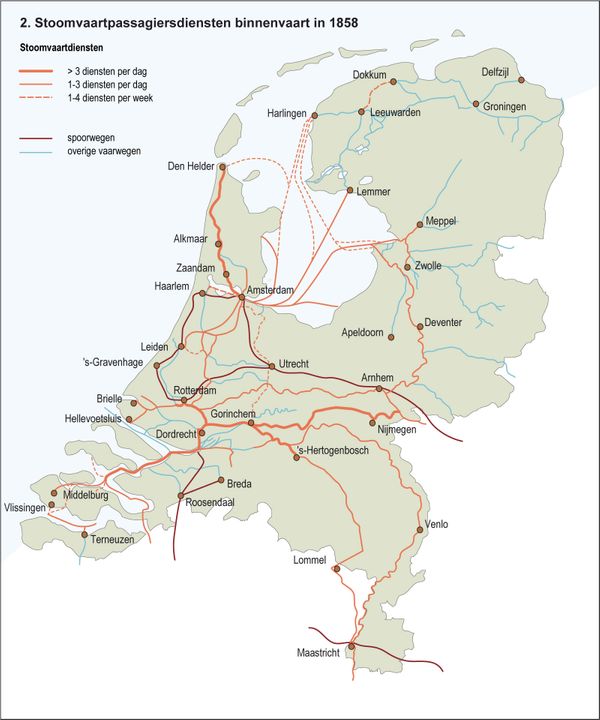 2. Stoomvaartpassagiersdiensten binnenvaart in 1858
Stoomvaartdiensten
> 3 diensten per dag
1-3 diensten per dag
1-4 diensten per week
spoorwegen
overige vaarwegen
Dokkum
Delfzijl
Harlingen
Leeuwarden
Groningen
Den Helder
Lemmer
Meppel
Alkmaar
Zaandam
Zwolle
Haarlem
Amsterdam
Deventer
Apeldoorn
Leiden
's-Gravenhage
Utrecht
Arnhem
Rotterdam
Brielle
Hellevoetsluis
Gorinchem
Dordrecht
Nijmegen
's-Hertogenbosch
Breda
Middelburg
Roosendaal
Vlissingen
Venlo
Terneuzen
Lommel
Maastricht